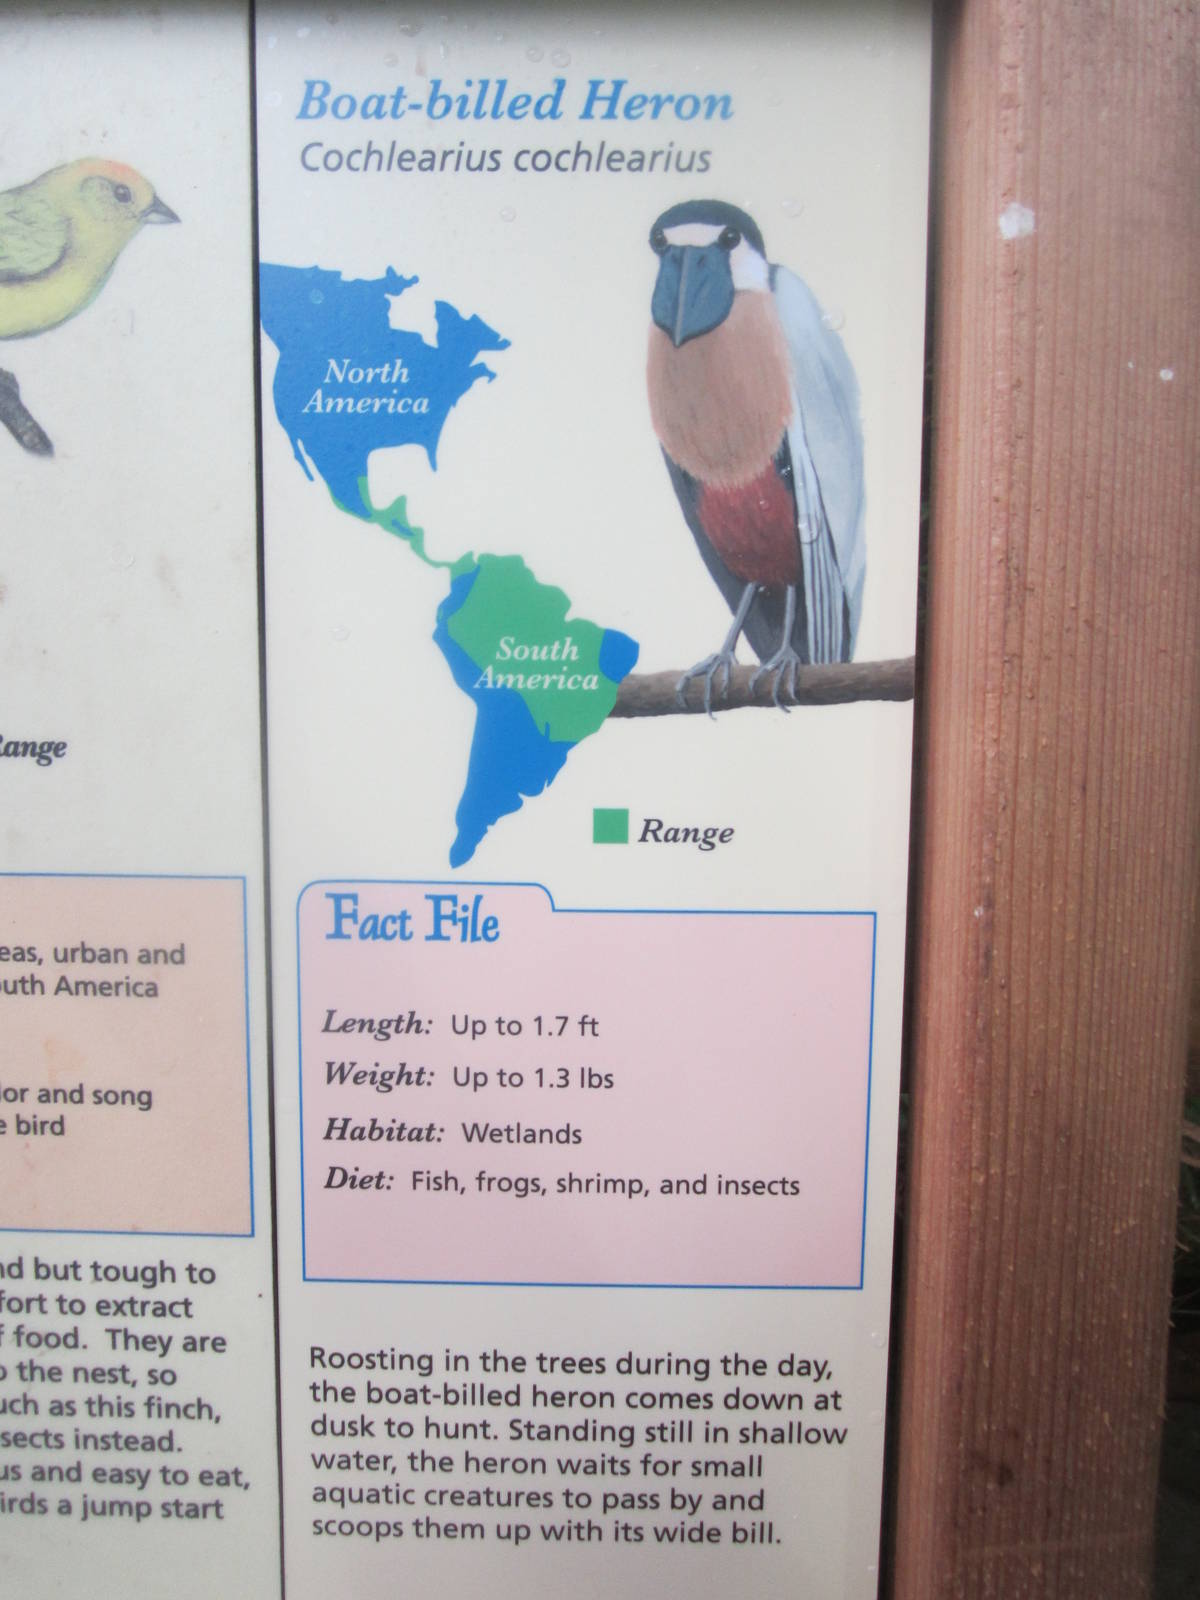 Boat-billed Heron
Cochlearius cochlearius
North
America
South
America
Range
Fact File
Length: Up to 1.7 ft
Weight: Up to 1.3 lbs
Habitat: Wetlands
Diet: Fish, frogs, shrimp, and insects
Roosting in the trees during the day,
the boat-billed heron comes down at
dusk to hunt. Standing still in shallow
water, the heron waits for small
aquatic creatures to pass by and
scoops them up with its wide bill.
Range
eas, urban and
outh America
lor and song
e bird
nd but tough to
fort to extract
f food. They are
o the nest, so
uch as this finch,
sects instead.
us and easy to eat,
irds a jump start